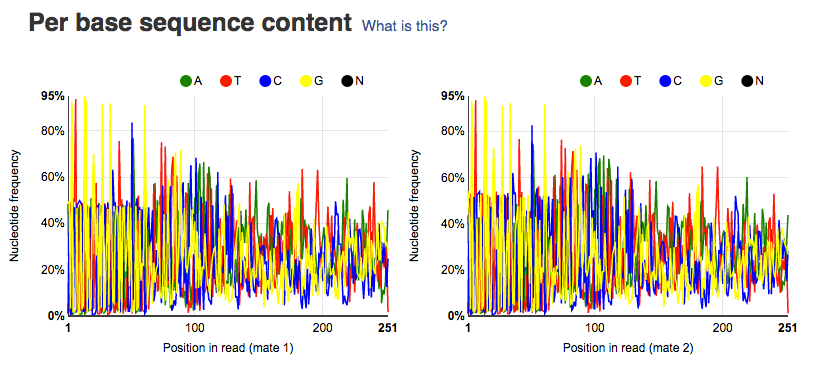 Per base sequence content What is this?
A T C G N
95%
80%
60%
40%
20%
0%
Nucleotide frequency
1 100 200 251
Position in read (mate 1)
A T C G N
95%
80%
60%
40%
20%
0%
Nucleotide frequency
1 100 200 251
Position in read (mate 2)